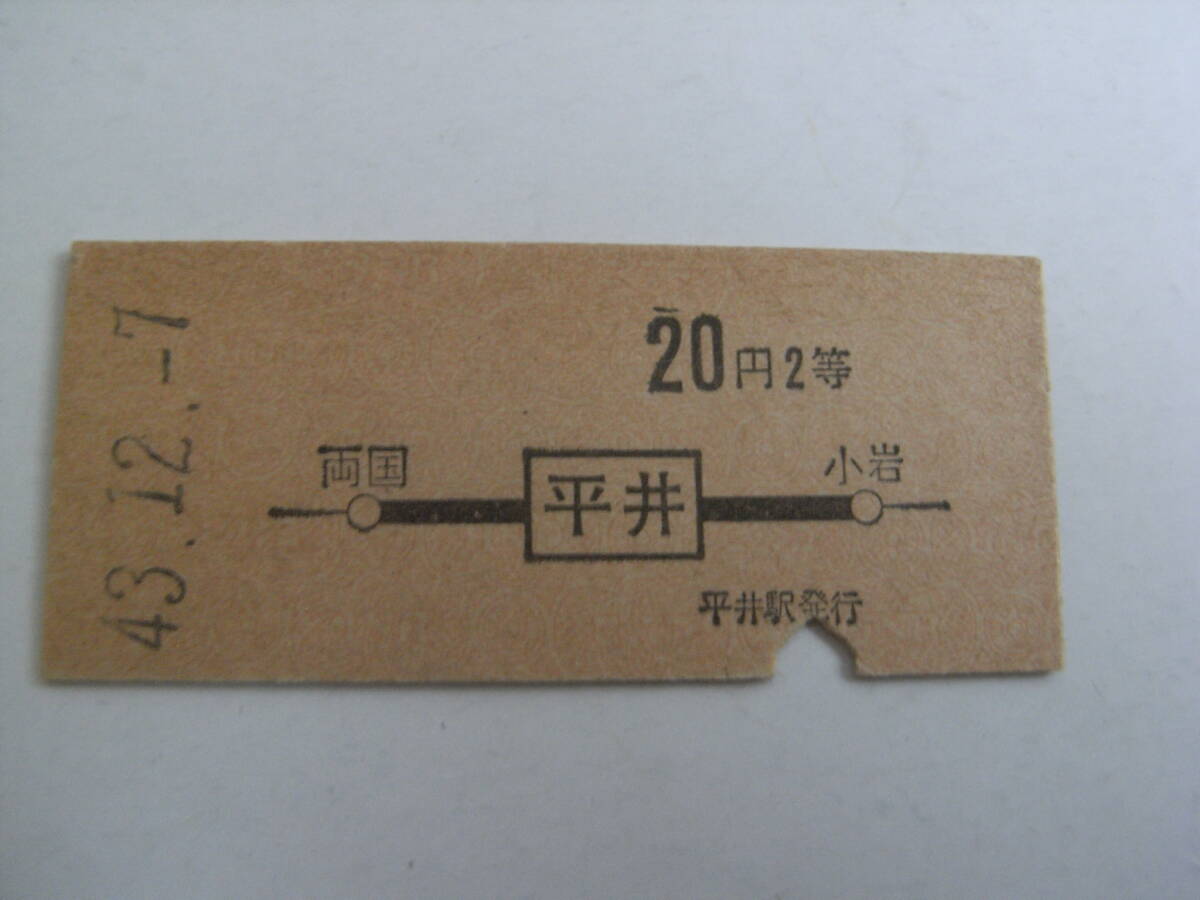 43.12.-7
20円2等
両国 平井 小岩
平井駅発行